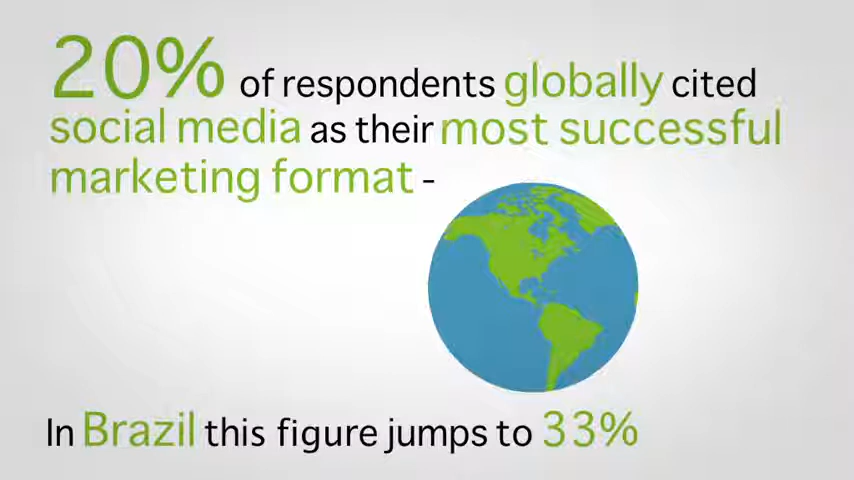 20% of respondents globally cited
social media as their most successful
marketing format -
In Brazil this figure jumps to 33%